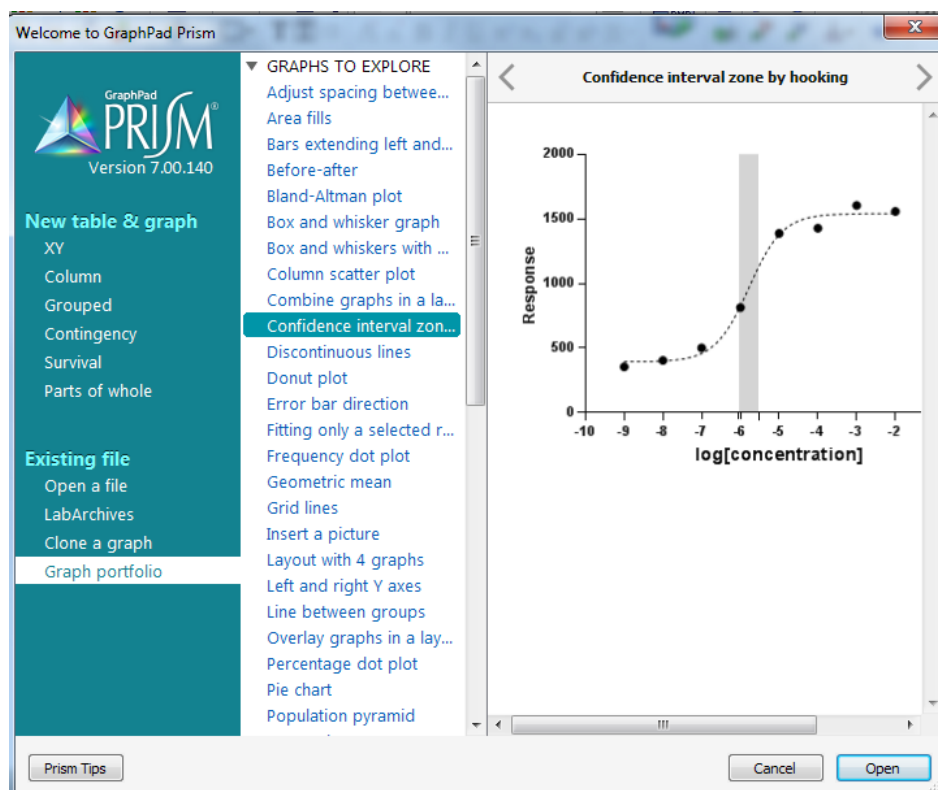 Welcome to GraphPad Prism
GraphPad
PRISM®
Version 7.00.140
New table & graph
XY
Column
Grouped
Contingency
Survival
Parts of whole
Existing file
Open a file
LabArchives
Clone a graph
Graph portfolio
GRAPHS TO EXPLORE
Adjust spacing betwee...
Area fills
Bars extending left and...
Before-after
Bland-Altman plot
Box and whisker graph
Box and whiskers with ...
Column scatter plot
Combine graphs in a la...
Confidence interval zon...
Discontinuous lines
Donut plot
Error bar direction
Fitting only a selected r...
Frequency dot plot
Geometric mean
Grid lines
Insert a picture
Layout with 4 graphs
Left and right Y axes
Line between groups
Overlay graphs in a lay...
Percentage dot plot
Pie chart
Population pyramid
Confidence interval zone by hooking
2000
1500
1000
500
0
Response
-10 -9 -8 -7 -6 -5 -4 -3 -2
log[concentration]
Prism Tips
Cancel
Open